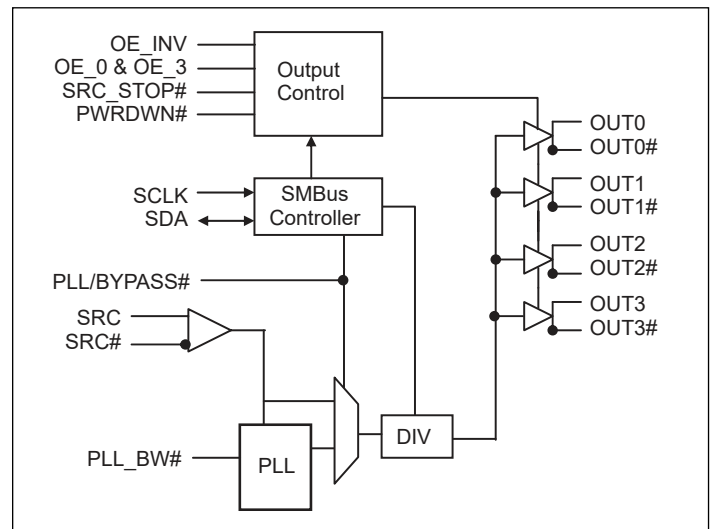 OE_INV
OE_0 & OE_3
SRC_STOP#
PWRDWN#
Output
Control
OUT0
OUT0#
OUT1
OUT1#
OUT2
OUT2#
OUT3
OUT3#
SCLK
SDA
SMBus
Controller
PLL/BYPASS#
SRC
SRC#
PLL_BW#
PLL
DIV